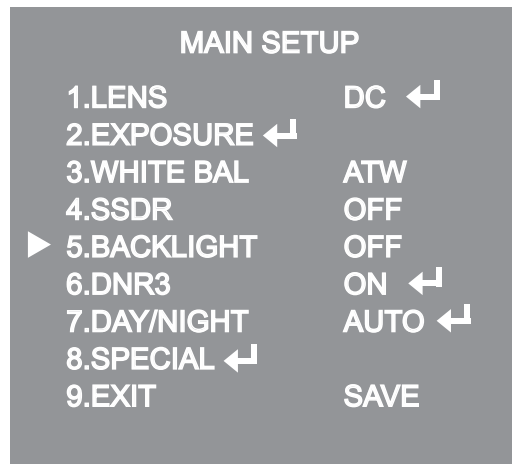 MAIN SETUP
1.LENS DC ↵
2.EXPOSURE ↵
3.WHITE BAL ATW
4.SSDR OFF
5.BACKLIGHT OFF
6.DNR3 ON ↵
7.DAY/NIGHT AUTO ↵
8.SPECIAL ↵
9.EXIT SAVE